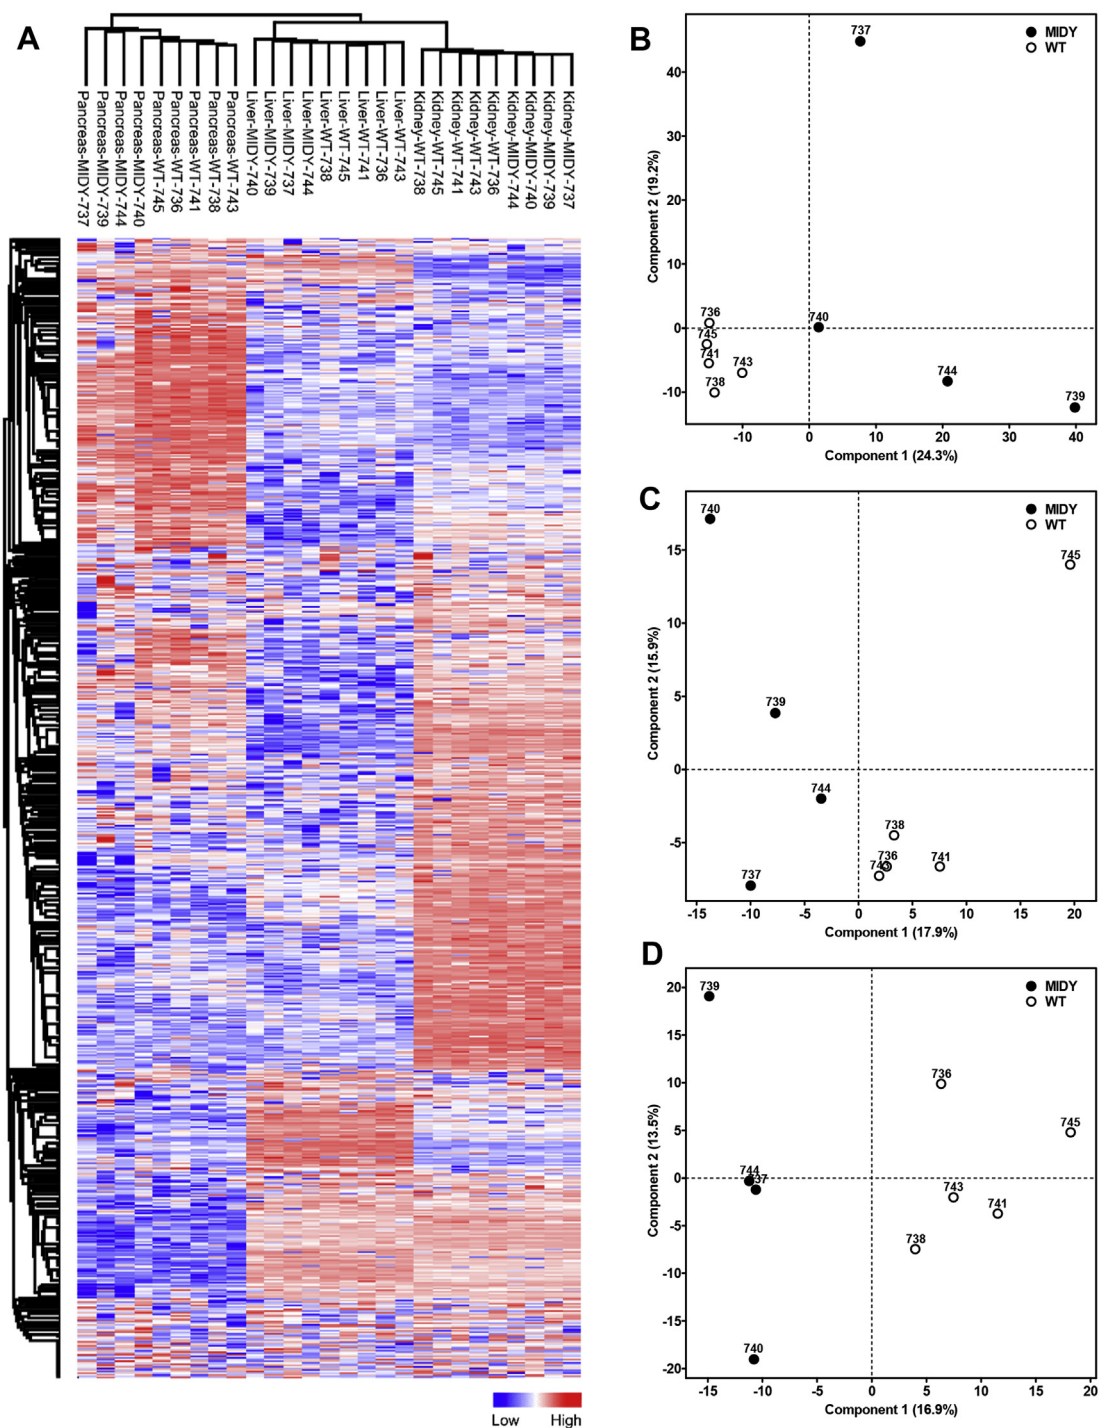 A
Pancreas-MIDY-737
Pancreas-MIDY-739
Pancreas-MIDY-744
Pancreas-MIDY-740
Pancreas-WT-745
Pancreas-WT-736
Pancreas-WT-741
Pancreas-WT-738
Pancreas-WT-743
Liver-MIDY-740
Liver-MIDY-739
Liver-MIDY-737
Liver-MIDY-744
Liver-WT-738
Liver-WT-745
Liver-WT-741
Liver-WT-736
Liver-WT-743
Kidney-WT-738
Kidney-WT-745
Kidney-WT-741
Kidney-WT-743
Kidney-WT-736
Kidney-MIDY-744
Kidney-MIDY-740
Kidney-MIDY-739
Kidney-MIDY-737
Low High
B
MIDY
WT
737
736
745
741
743
738
740
744
739
40
30
20
10
0
-10
-10 0 10 20 30 40
Component 1 (24.3%)
Component 2 (19.2%)
C
MIDY
WT
740
745
739
744
738
736
741
737
15
10
5
0
-5
-15 -10 -5 0 5 10 15 20
Component 1 (17.9%)
Component 2 (15.9%)
D
MIDY
WT
739
736
745
744
743
741
738
740
20
15
10
5
0
-5
-10
-15
-20
-15 -10 -5 0 5 10 15 20
Component 1 (16.9%)
Component 2 (13.5%)